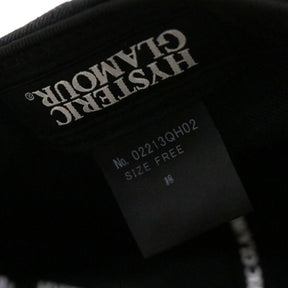 HYSTERIC
GLAMOUR®
No. 02213QH02
SIZE FREE